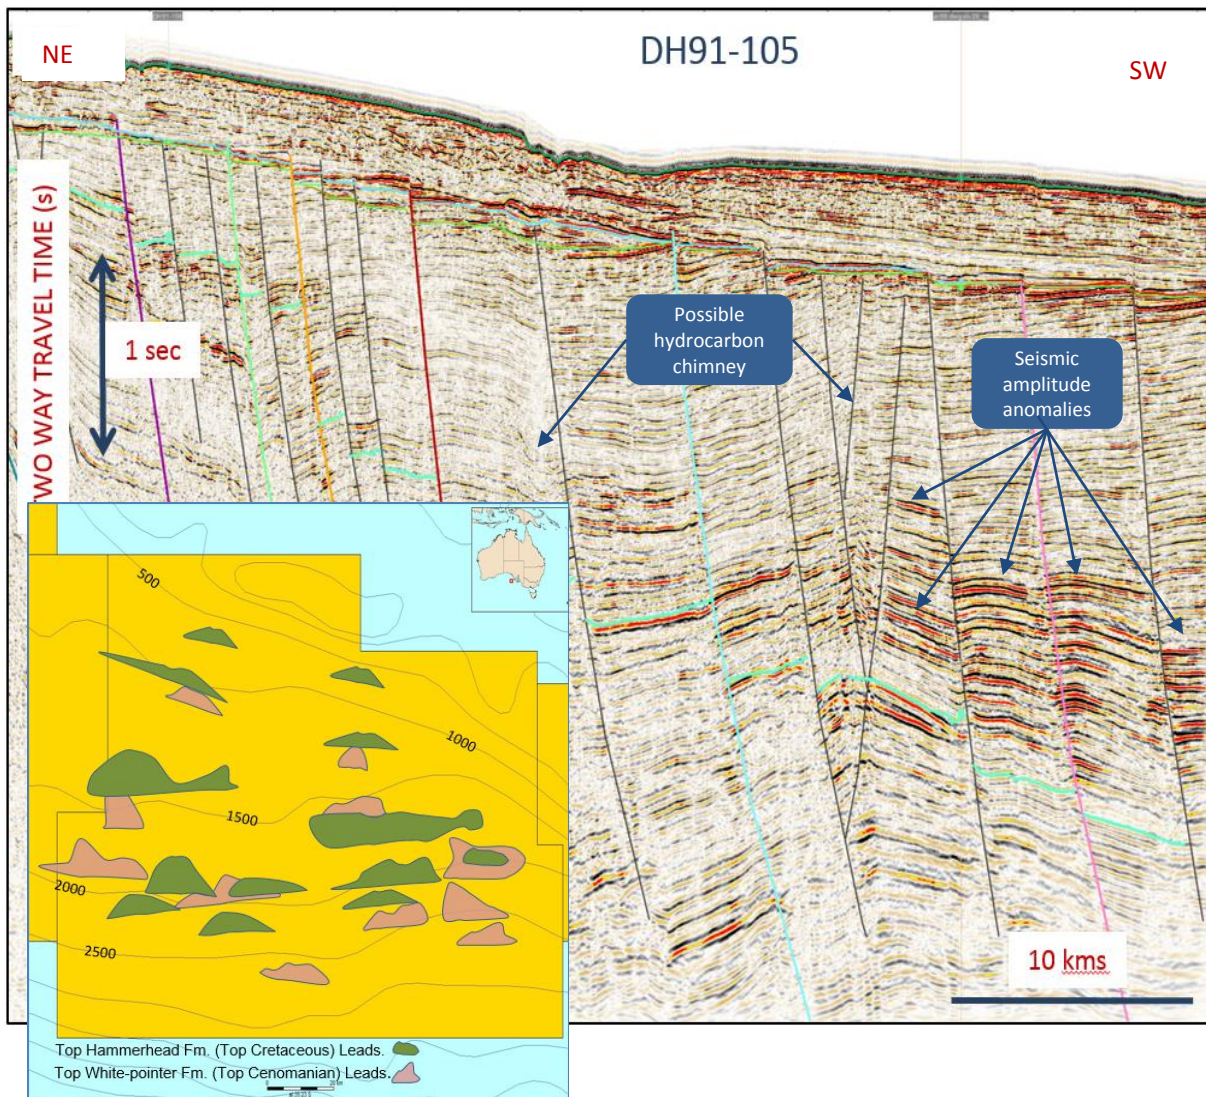 NE
DH91-105
SW
TWO WAY TRAVEL TIME (s)
1 sec
Possible
hydrocarbon
chimney
Seismic
amplitude
anomalies
500
1000
1500
2000
2500
10 kms
Top Hammerhead Fm. (Top Cretaceous) Leads.
Top White-pointer Fm. (Top Cenomanian) Leads.